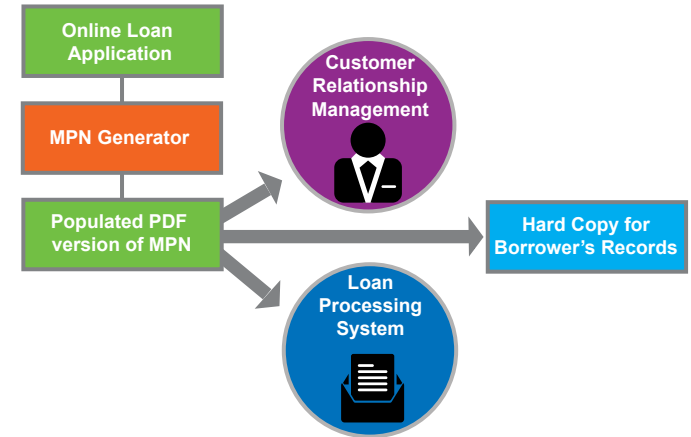 Online Loan
Application
MPN Generator
Populated PDF
version of MPN
Customer
Relationship
Management
Loan
Processing
System
Hard Copy for
Borrower’s Records